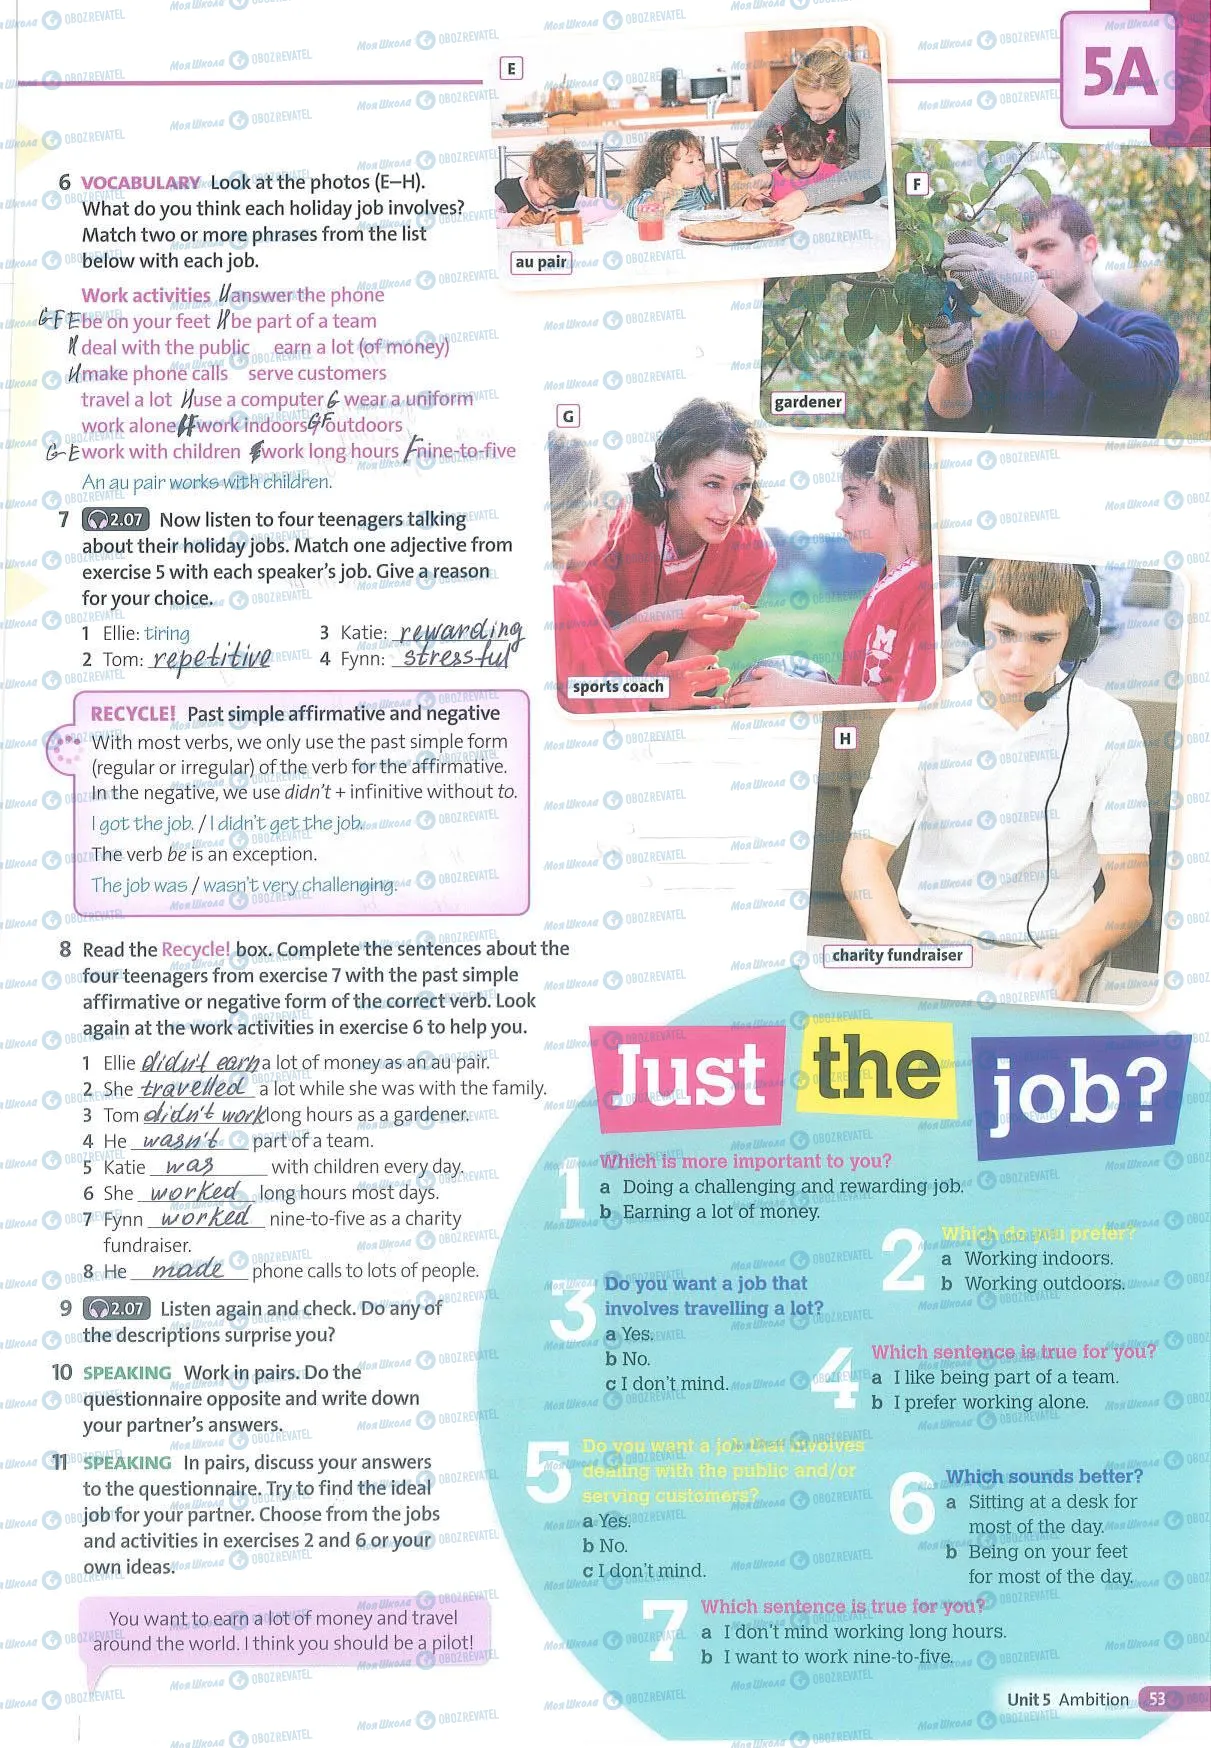 5A
E
au pair
F
gardener
G
sports coach
H
charity fundraiser
6 VOCABULARY Look at the photos (E–H).
What do you think each holiday job involves?
Match two or more phrases from the list
below with each job.
Work activities H answer the phone
G F E be on your feet H be part of a team
H deal with the public earn a lot (of money)
H make phone calls serve customers
travel a lot H use a computer G wear a uniform
work alone H work indoors / GF outdoors
G-E work with children work long hours / nine-to-five
An au pair works with children.
7 2.07 Now listen to four teenagers talking
about their holiday jobs. Match one adjective from
exercise 5 with each speaker's job. Give a reason
for your choice.
1 Ellie: tiring
2 Tom: repetitive
3 Katie: rewarding
4 Fynn: stressful
RECYCLE! Past simple affirmative and negative
With most verbs, we only use the past simple form
(regular or irregular) of the verb for the affirmative.
In the negative, we use didn't + infinitive without to.
I got the job. / I didn't get the job.
The verb be is an exception.
The job was / wasn't very challenging.
8 Read the Recycle! box. Complete the sentences about the
four teenagers from exercise 7 with the past simple
affirmative or negative form of the correct verb. Look
again at the work activities in exercise 6 to help you.
1 Ellie didn't earn a lot of money as an au pair.
2 She travelled a lot while she was with the family.
3 Tom didn't work long hours as a gardener.
4 He wasn't part of a team.
5 Katie was with children every day.
6 She worked long hours most days.
7 Fynn worked nine-to-five as a charity
fundraiser.
8 He made phone calls to lots of people.
9 2.07 Listen again and check. Do any of
the descriptions surprise you?
10 SPEAKING Work in pairs. Do the
questionnaire opposite and write down
your partner's answers.
11 SPEAKING In pairs, discuss your answers
to the questionnaire. Try to find the ideal
job for your partner. Choose from the jobs
and activities in exercises 2 and 6 or your
own ideas.
You want to earn a lot of money and travel
around the world. I think you should be a pilot!
Just the job?
1 Which is more important to you?
a Doing a challenging and rewarding job.
b Earning a lot of money.
2 Which do you prefer?
a Working indoors.
b Working outdoors.
3 Do you want a job that
involves travelling a lot?
a Yes.
b No.
c I don't mind.
4 Which sentence is true for you?
a I like being part of a team.
b I prefer working alone.
5 Do you want a job that involves
dealing with the public and/or
serving customers?
a Yes.
b No.
c I don't mind.
6 Which sounds better?
a Sitting at a desk for
most of the day.
b Being on your feet
for most of the day.
7 Which sentence is true for you?
a I don't mind working long hours.
b I want to work nine-to-five.
Unit 5 Ambition 53
МояШкола OBOZREVATEL